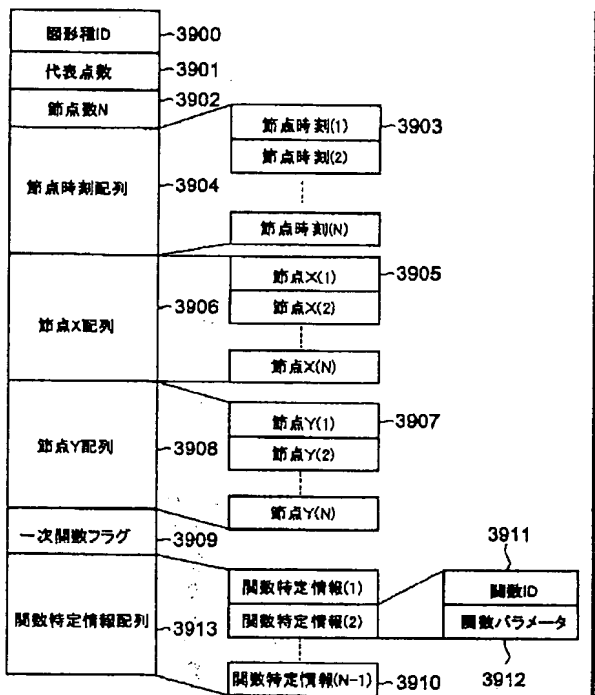 図形種ID
3900
代表点数
3901
節点数N
3902
節点時刻(1)
3903
節点時刻(2)
節点時刻配列
3904
節点時刻(N)
節点X(1)
3905
節点X(2)
節点X配列
3906
節点X(N)
節点Y(1)
3907
節点Y(2)
節点Y配列
3908
節点Y(N)
一次関数フラグ
3909
3911
関数特定情報(1)
関数ID
関数特定情報配列
3913
関数特定情報(2)
関数パラメータ
3912
関数特定情報(N-1)
3910